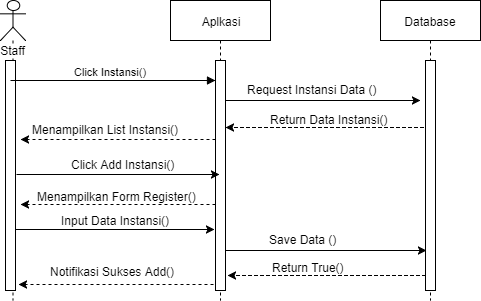 Aplkasi
Database
Staff
Click Instansi()
Request Instansi Data ()
Return Data Instansi()
Menampilkan List Instansi()
Click Add Instansi()
Menampilkan Form Register()
Input Data Instansi()
Save Data ()
Return True()
Notifikasi Sukses Add()